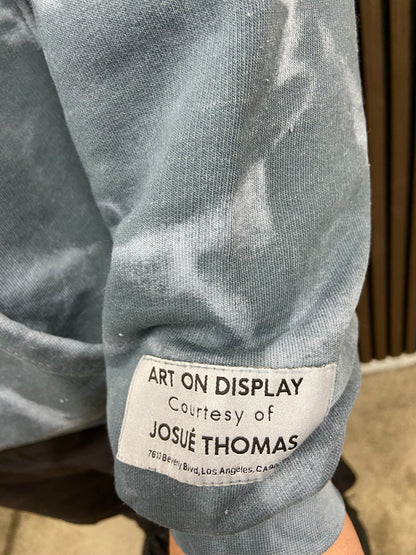 ART ON DISPLAY
Courtesy of
JOSUÉ THOMAS
Beverly Blvd, Los Angeles, CA